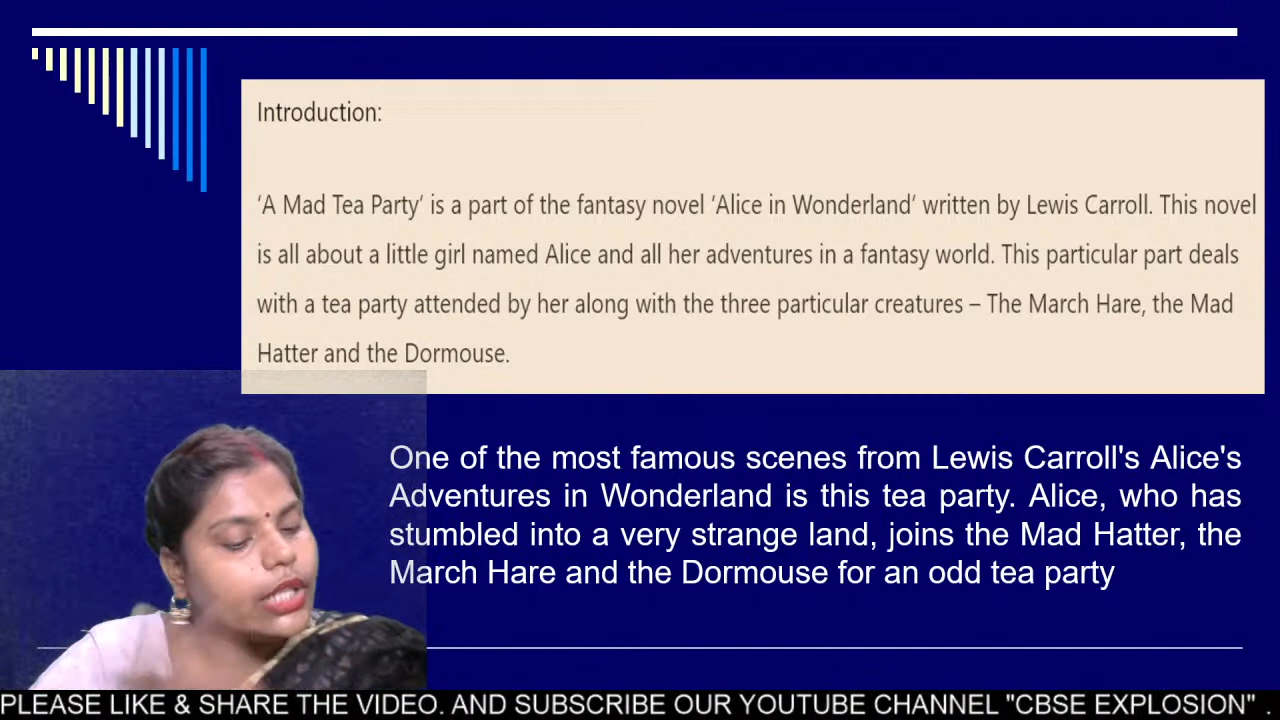 Introduction:
‘A Mad Tea Party’ is a part of the fantasy novel ‘Alice in Wonderland’ written by Lewis Carroll. This novel
is all about a little girl named Alice and all her adventures in a fantasy world. This particular part deals
with a tea party attended by her along with the three particular creatures – The March Hare, the Mad
Hatter and the Dormouse.
One of the most famous scenes from Lewis Carroll's Alice's
Adventures in Wonderland is this tea party. Alice, who has
stumbled into a very strange land, joins the Mad Hatter, the
March Hare and the Dormouse for an odd tea party
PLEASE LIKE & SHARE THE VIDEO. AND SUBSCRIBE OUR YOUTUBE CHANNEL "CBSE EXPLOSION" .